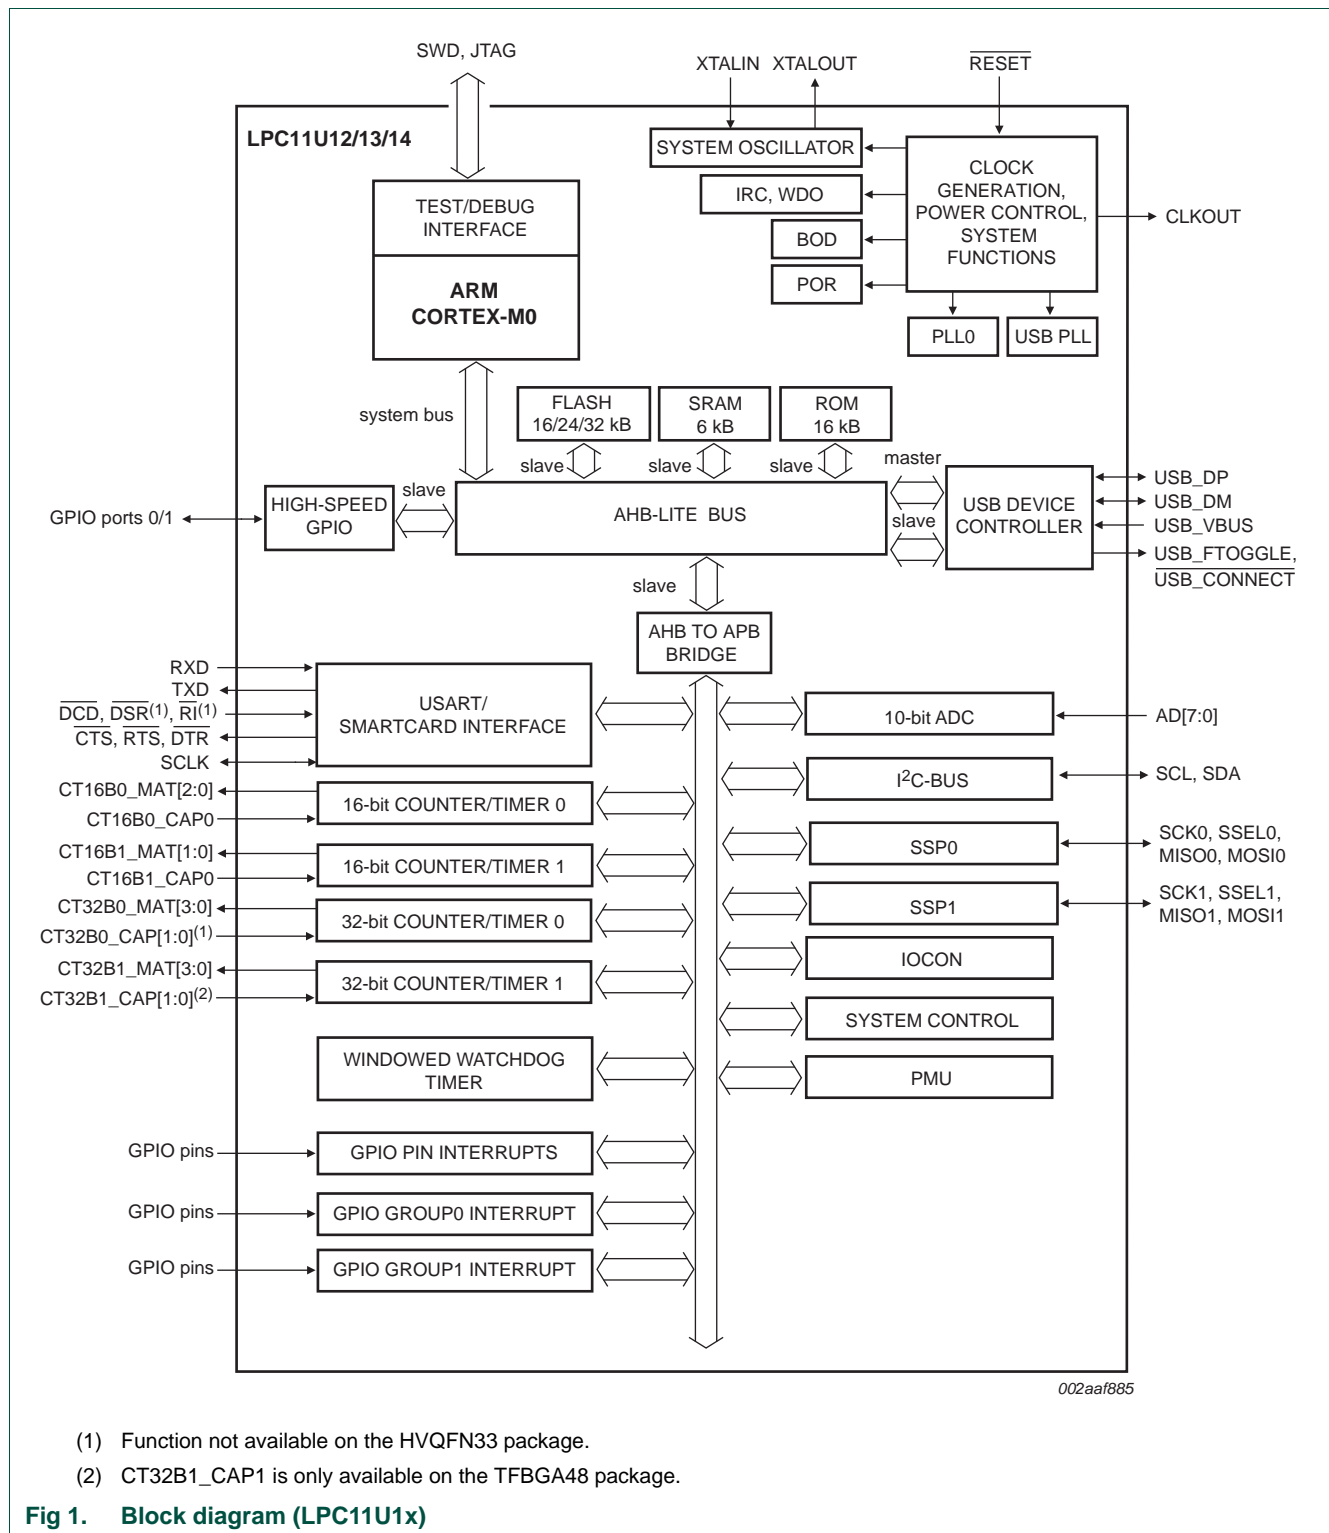 SWD, JTAG
XTALIN XTALOUT
RESET
LPC11U12/13/14
SYSTEM OSCILLATOR
CLOCK
GENERATION,
POWER CONTROL,
SYSTEM
FUNCTIONS
IRC, WDO
BOD
POR
CLKOUT
TEST/DEBUG
INTERFACE
ARM
CORTEX-M0
PLL0
USB PLL
system bus
FLASH
16/24/32 kB
SRAM
6 kB
ROM
16 kB
slave
slave
slave
master
slave
slave
GPIO ports 0/1
HIGH-SPEED
GPIO
AHB-LITE BUS
USB DEVICE
CONTROLLER
USB_DP
USB_DM
USB_VBUS
USB_FTOGGLE,
USB_CONNECT
slave
AHB TO APB
BRIDGE
RXD
TXD
DCD, DSR(1), RI(1)
CTS, RTS, DTR
SCLK
USART/
SMARTCARD INTERFACE
10-bit ADC
AD[7:0]
CT16B0_MAT[2:0]
CT16B0_CAP0
16-bit COUNTER/TIMER 0
I2C-BUS
SCL, SDA
CT16B1_MAT[1:0]
CT16B1_CAP0
16-bit COUNTER/TIMER 1
SSP0
SCK0, SSEL0,
MISO0, MOSI0
CT32B0_MAT[3:0]
CT32B0_CAP[1:0](1)
32-bit COUNTER/TIMER 0
SSP1
SCK1, SSEL1,
MISO1, MOSI1
CT32B1_MAT[3:0]
CT32B1_CAP[1:0](2)
32-bit COUNTER/TIMER 1
IOCON
SYSTEM CONTROL
WINDOWED WATCHDOG
TIMER
PMU
GPIO pins
GPIO PIN INTERRUPTS
GPIO pins
GPIO GROUP0 INTERRUPT
GPIO pins
GPIO GROUP1 INTERRUPT
002aaf885
(1) Function not available on the HVQFN33 package.
(2) CT32B1_CAP1 is only available on the TFBGA48 package.
Fig 1. Block diagram (LPC11U1x)